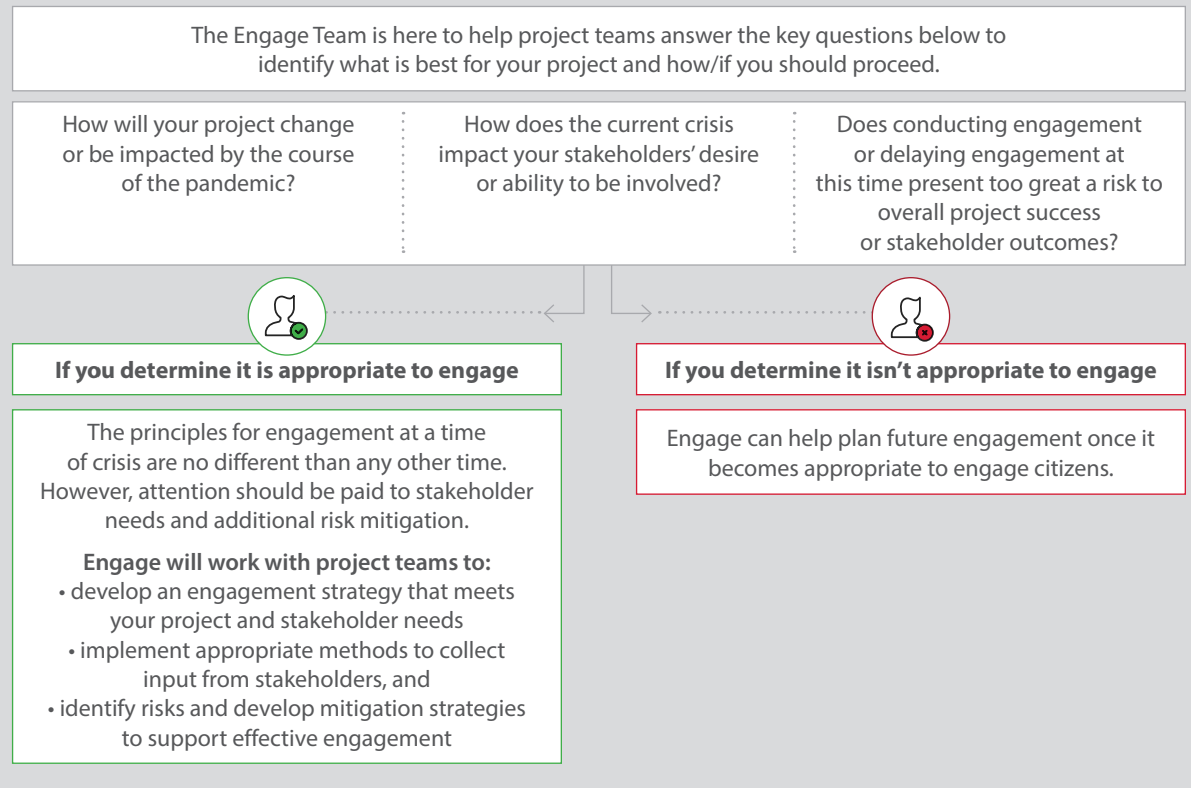 The Engage Team is here to help project teams answer the key questions below to
identify what is best for your project and how/if you should proceed.
How will your project change
or be impacted by the course
of the pandemic?
How does the current crisis
impact your stakeholders’ desire
or ability to be involved?
Does conducting engagement
or delaying engagement at
this time present too great a risk to
overall project success
or stakeholder outcomes?
If you determine it is appropriate to engage
The principles for engagement at a time
of crisis are no different than any other time.
However, attention should be paid to stakeholder
needs and additional risk mitigation.
Engage will work with project teams to:
• develop an engagement strategy that meets
your project and stakeholder needs
• implement appropriate methods to collect
input from stakeholders, and
• identify risks and develop mitigation strategies
to support effective engagement
If you determine it isn’t appropriate to engage
Engage can help plan future engagement once it
becomes appropriate to engage citizens.